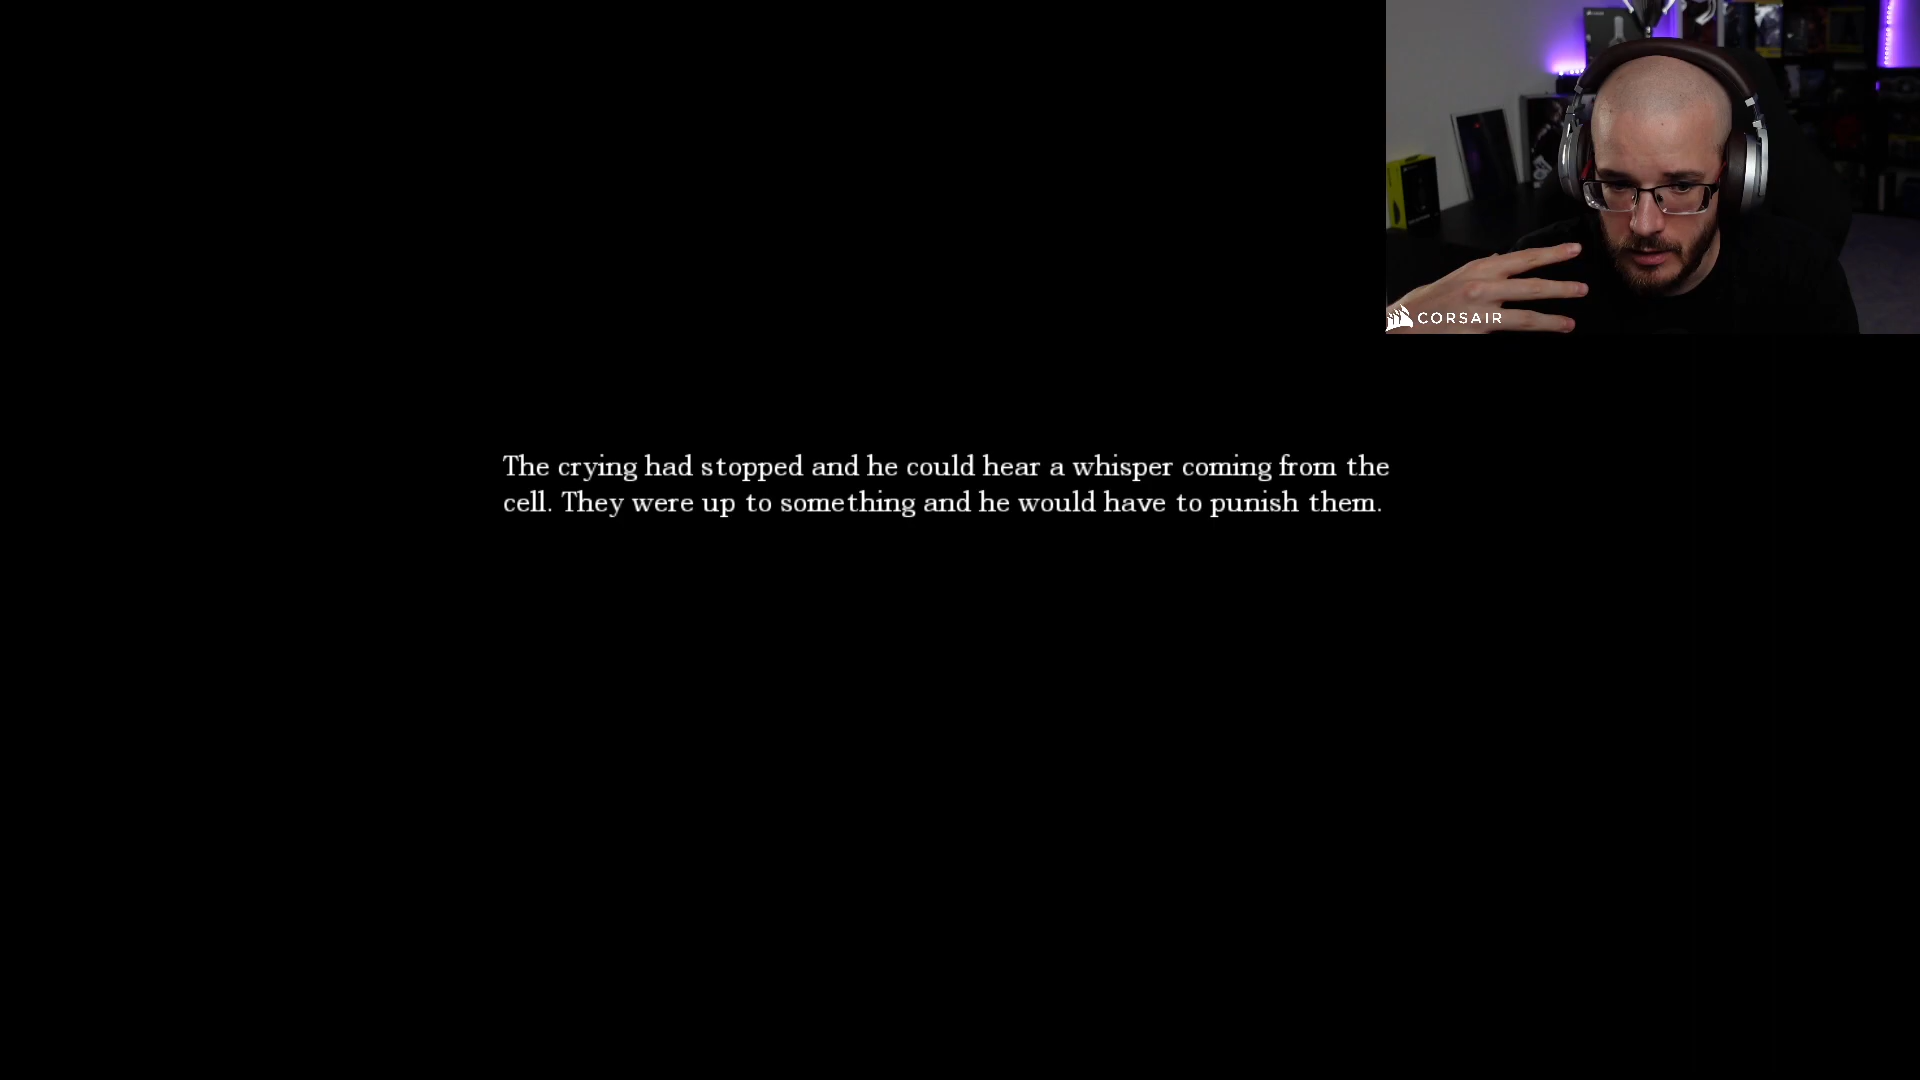 CORSAIR
The crying had stopped and he could hear a whisper coming from the
cell. They were up to something and he would have to punish them.